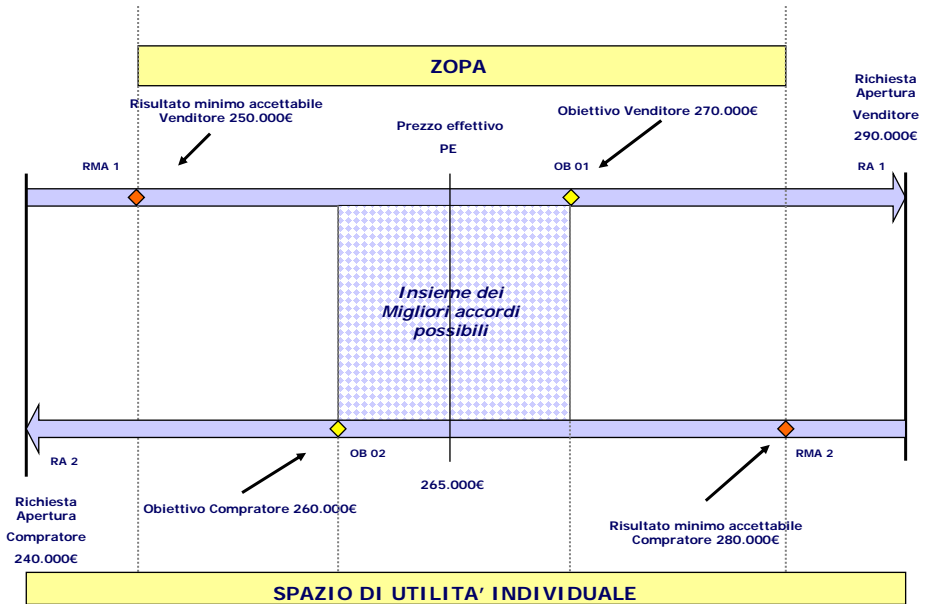 ZOPA
Richiesta
Apertura
Venditore
290.000€
Risultato minimo accettabile
Venditore 250.000€
Obiettivo Venditore 270.000€
Prezzo effettivo
PE
RMA 1
OB 01
RA 1
Insieme dei
Migliori accordi
possibili
RA 2
OB 02
RMA 2
265.000€
Richiesta
Apertura
Compratore
240.000€
Obiettivo Compratore 260.000€
Risultato minimo accettabile
Compratore 280.000€
SPAZIO DI UTILITA’ INDIVIDUALE